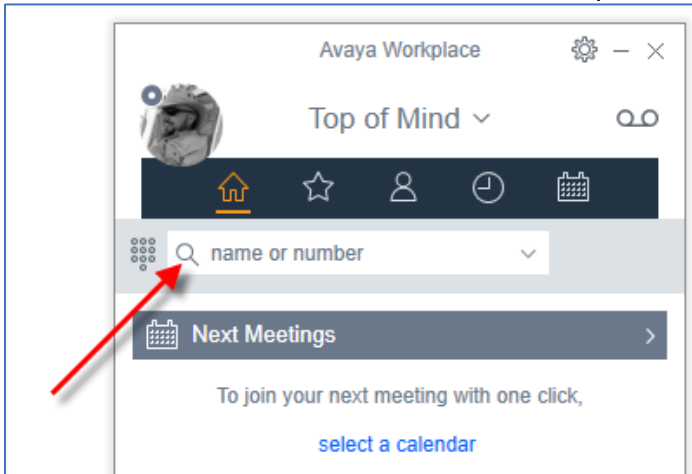 Avaya Workplace
Top of Mind
name or number
Next Meetings
To join your next meeting with one click,
select a calendar